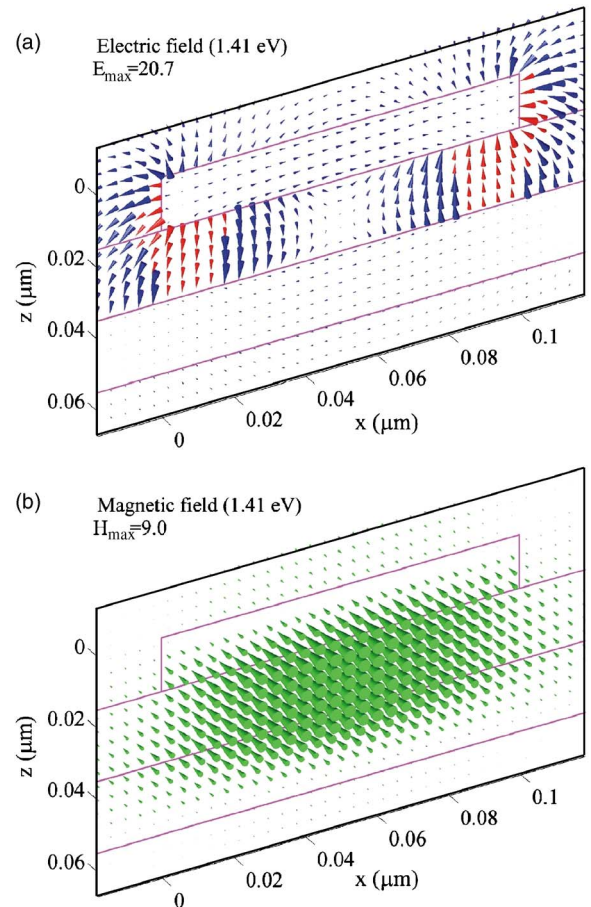 (a)
Electric field (1.41 eV)
Emax=20.7
0
0.02
0.04
0.06
z (μm)
0
0.02
0.04
0.06
0.08
0.1
x (μm)
(b)
Magnetic field (1.41 eV)
Hmax=9.0
0
0.02
0.04
0.06
z (μm)
0
0.02
0.04
0.06
0.08
0.1
x (μm)